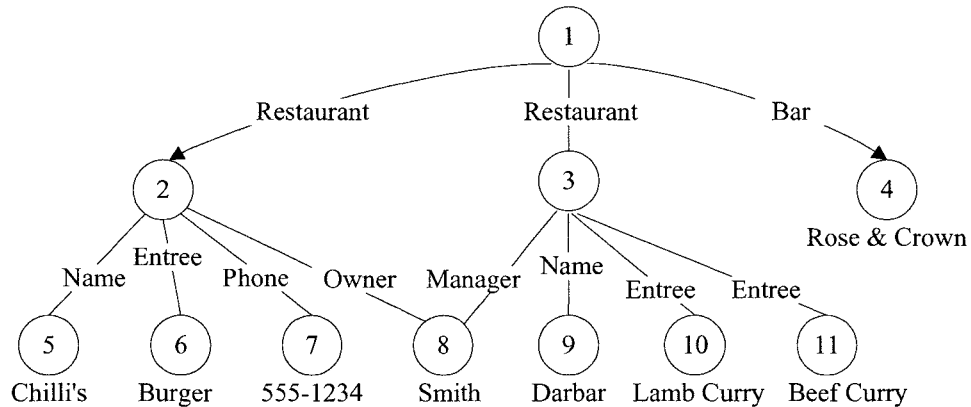 1
Restaurant Restaurant Bar
2 3 4
Rose & Crown
Name Entree Phone Owner Manager Name Entree Entree
5 6 7 8 9 10 11
Chilli's Burger 555-1234 Smith Darbar Lamb Curry Beef Curry